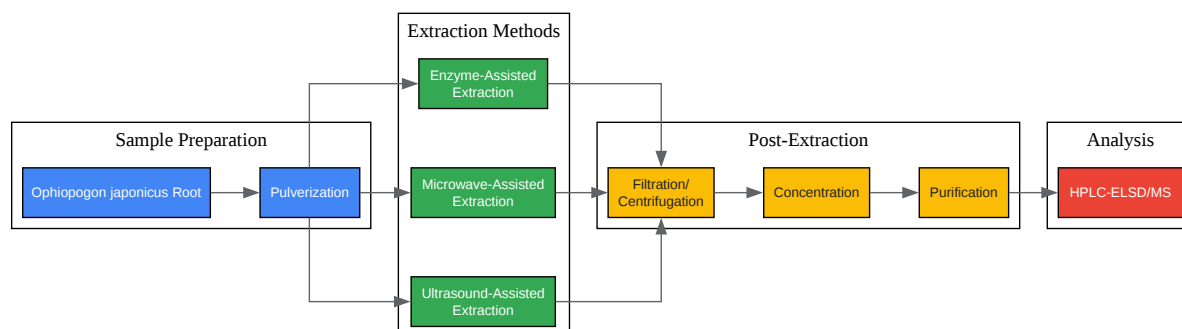 Extraction Methods
Enzyme-Assisted
Extraction
Sample Preparation
Post-Extraction
Analysis
Ophiopogon japonicus Root
Pulverization
Microwave-Assisted
Extraction
Filtration/
Centrifugation
Concentration
Purification
HPLC-ELSD/MS
Ultrasound-Assisted
Extraction